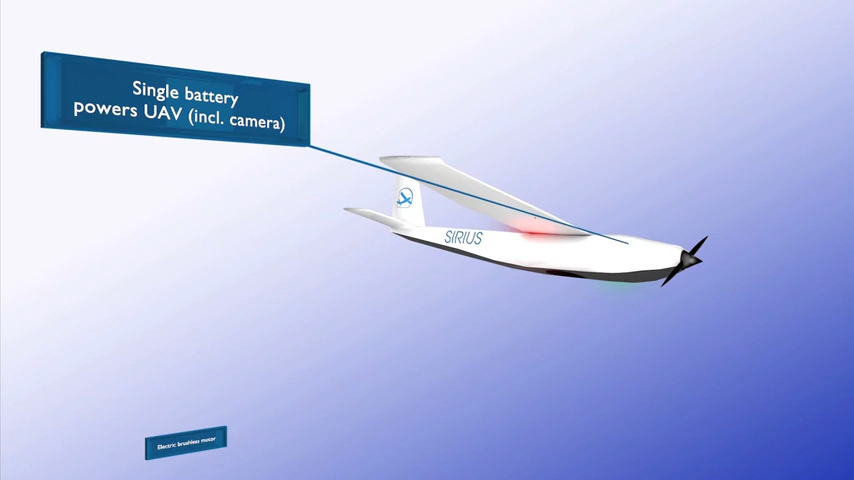 Single battery
powers UAV (incl. camera)
SIRIUS
Electric brushless motor